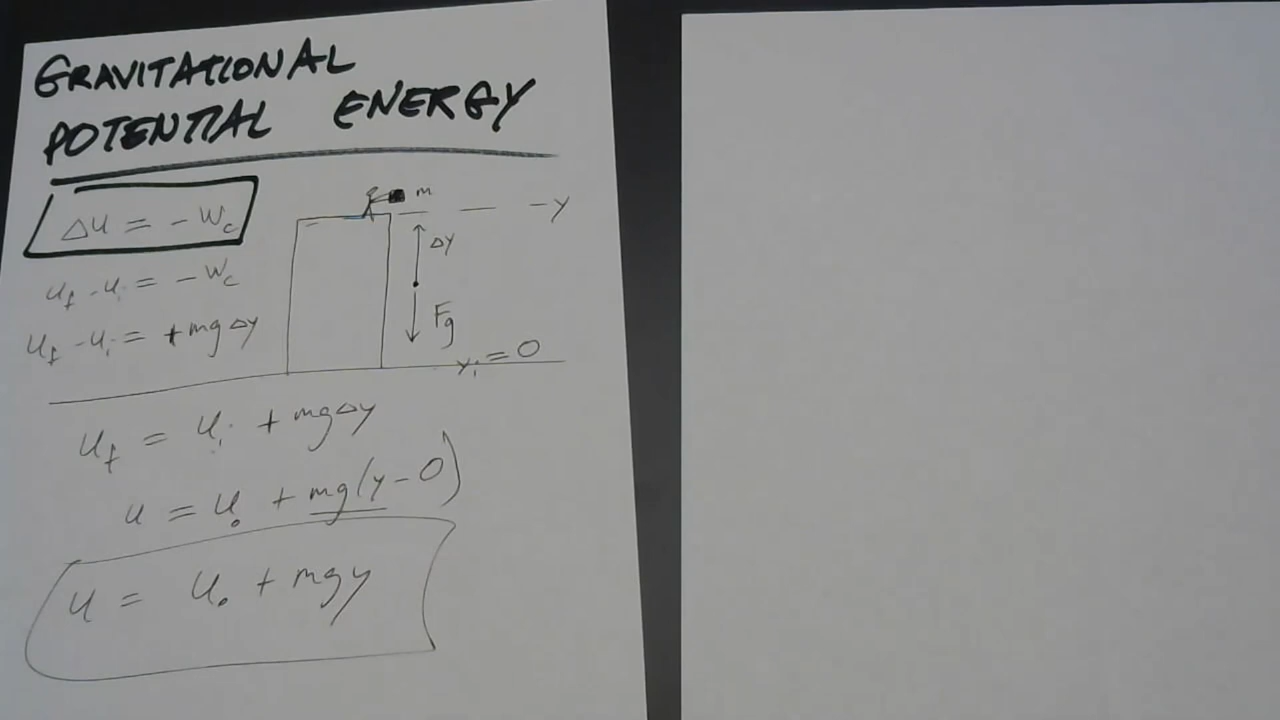 GRAVITATIONAL
POTENTIAL ENERGY
ΔU = -Wc
Uf - Ui = -Wc
Uf - Ui = +mgΔy
m
-y
Δy
Fg
yi = 0
Uf = Ui + mgΔy
U = U₀ + mg(y - 0)
U = U₀ + mgy